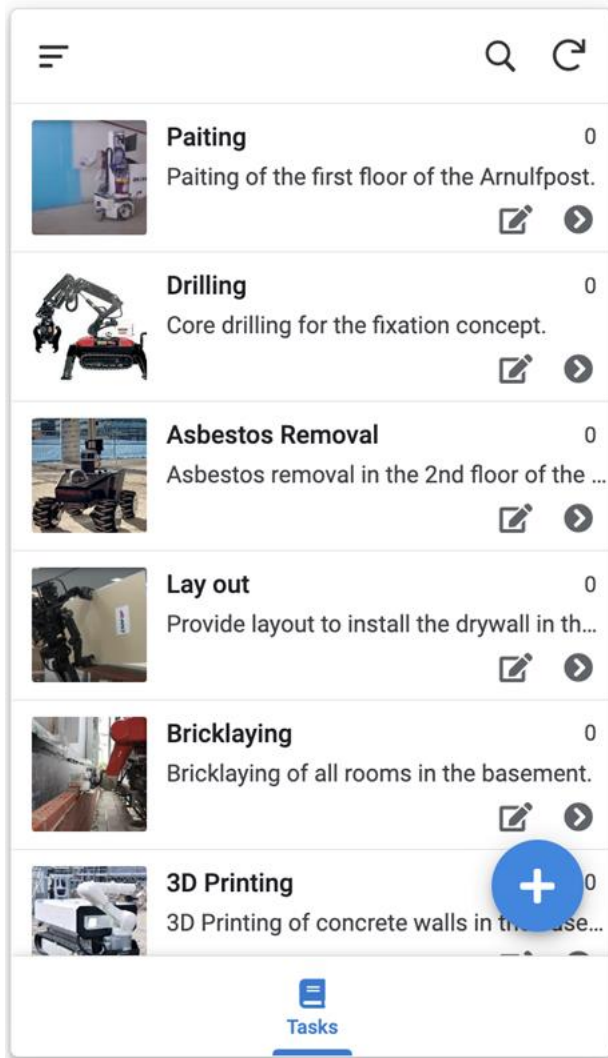 Paiting 0
Paiting of the first floor of the Arnulfpost.
Drilling 0
Core drilling for the fixation concept.
Asbestos Removal 0
Asbestos removal in the 2nd floor of the ...
Lay out 0
Provide layout to install the drywall in th...
Bricklaying 0
Bricklaying of all rooms in the basement.
3D Printing 0
3D Printing of concrete walls in se...
Tasks